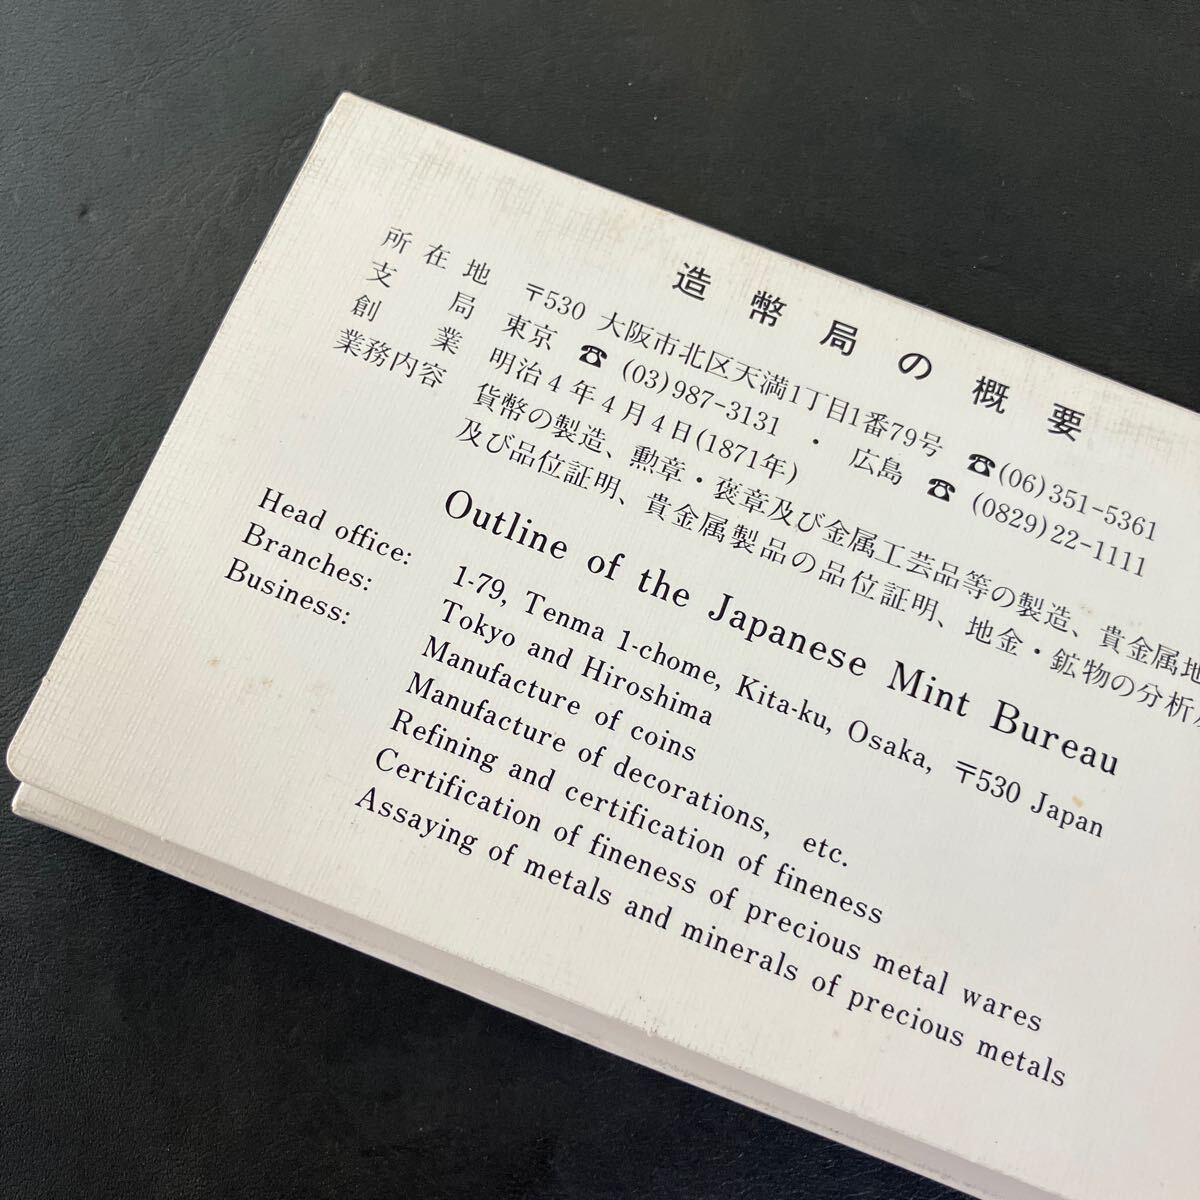 造幣局の概要
所在地 〒530 大阪市北区天満1丁目1番79号 ☎(06)351-5361
支局 東京 ☎ (03)987-3131 ・ 広島 ☎ (0829)22-1111
創業 明治4年4月4日(1871年)
業務内容 貨幣の製造、勲章・褒章及び金属工芸品等の製造、貴金属地
及び品位証明、貴金属製品の品位証明、地金・鉱物の分析
Outline of the Japanese Mint Bureau
Head office: 1-79, Tenma 1-chome, Kita-ku, Osaka, 〒530 Japan
Branches: Tokyo and Hiroshima
Business: Manufacture of coins
Manufacture of decorations, etc.
Refining and certification of fineness
Certification of fineness of precious metal wares
Assaying of metals and minerals of precious metals